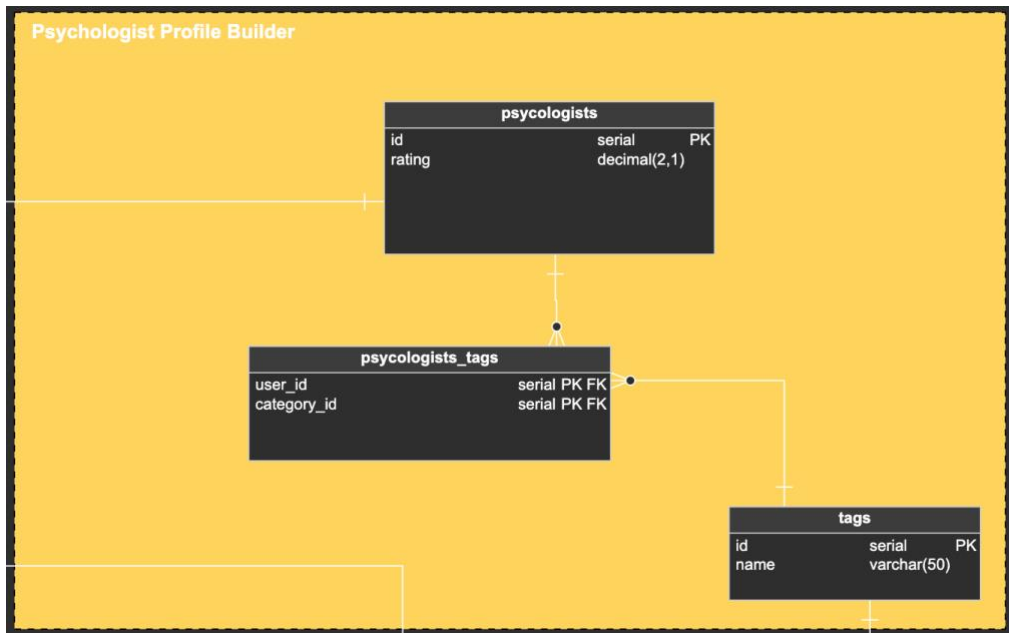 Psychologist Profile Builder
psycologists
id serial PK
rating decimal(2,1)
psycologists_tags
user_id serial PK FK
category_id serial PK FK
tags
id serial PK
name varchar(50)